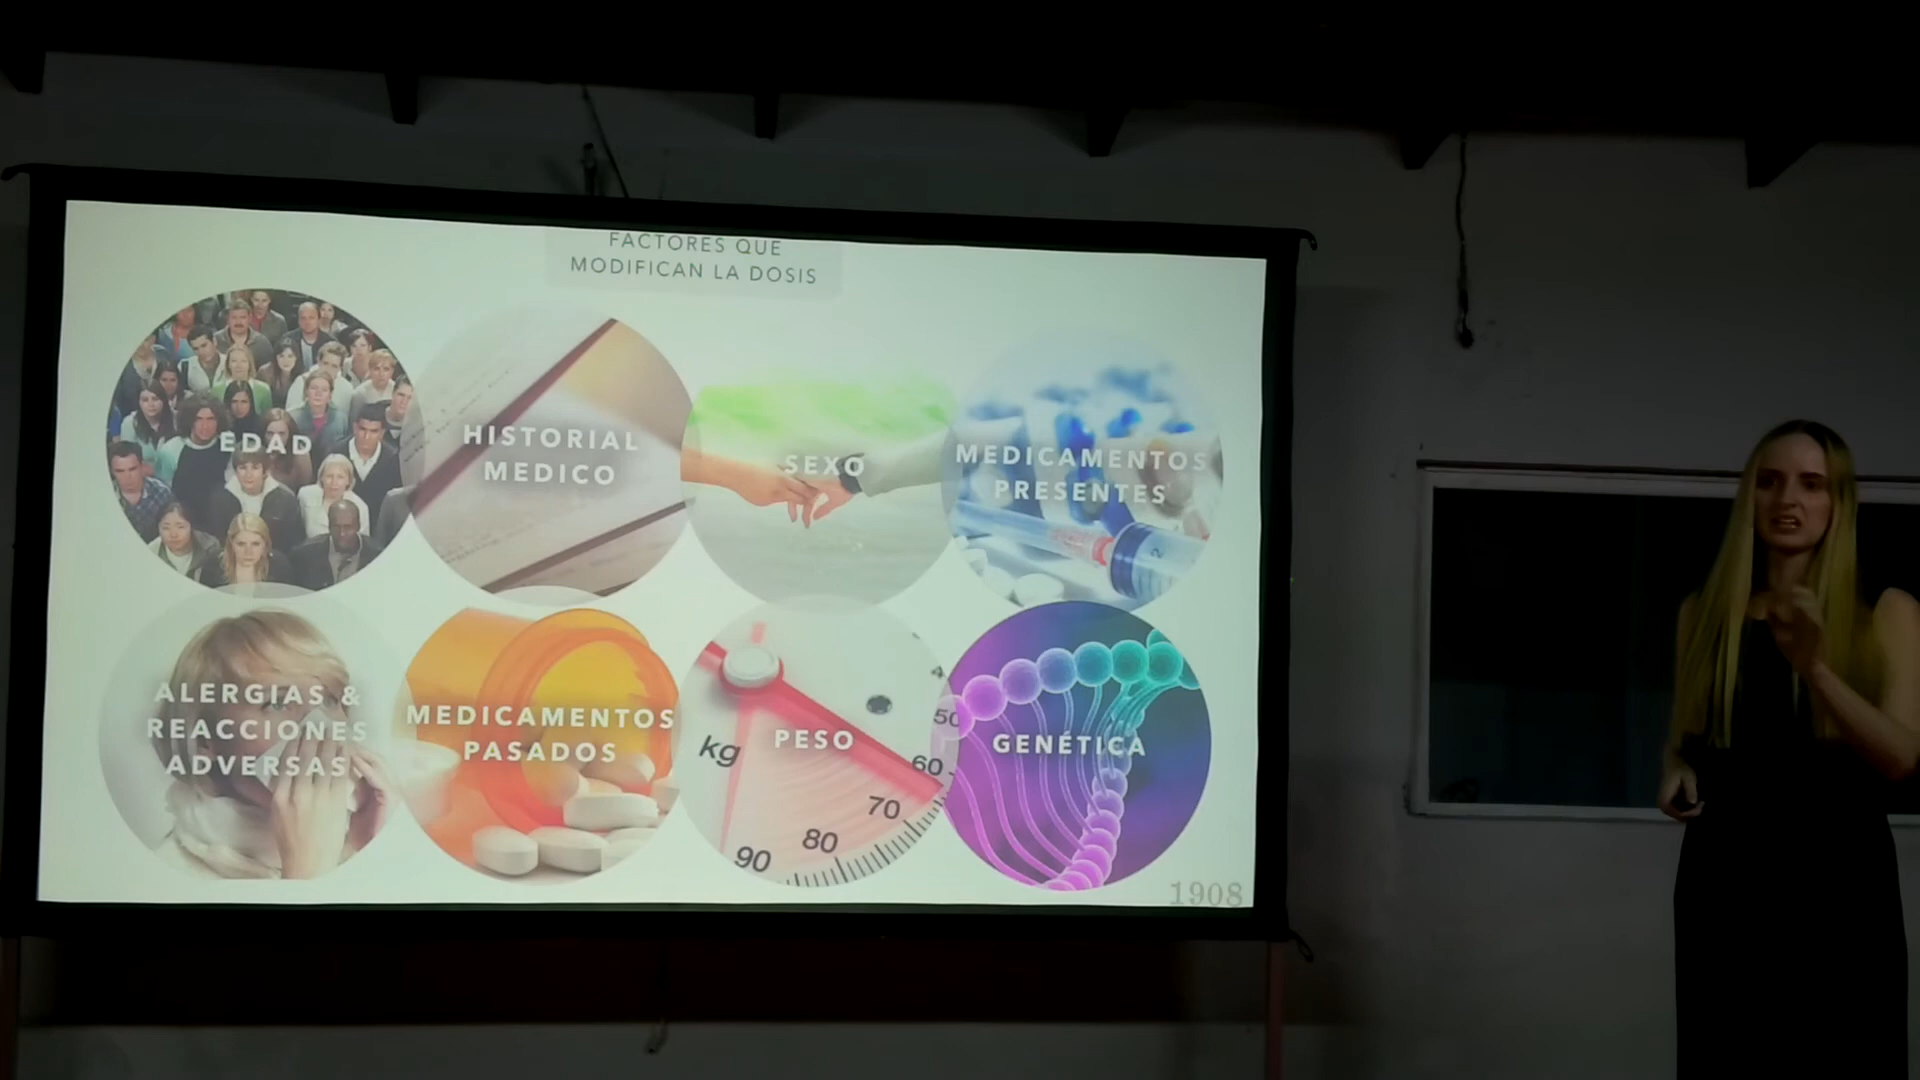 FACTORES QUE
MODIFICAN LA DOSIS
EDAD
HISTORIAL
MEDICO
SEXO
MEDICAMENTOS
PRESENTES
ALERGIAS &
REACCIONES
ADVERSAS
MEDICAMENTOS
PASADOS
PESO
kg
50
60
70
80
90
GENÉTICA
1908